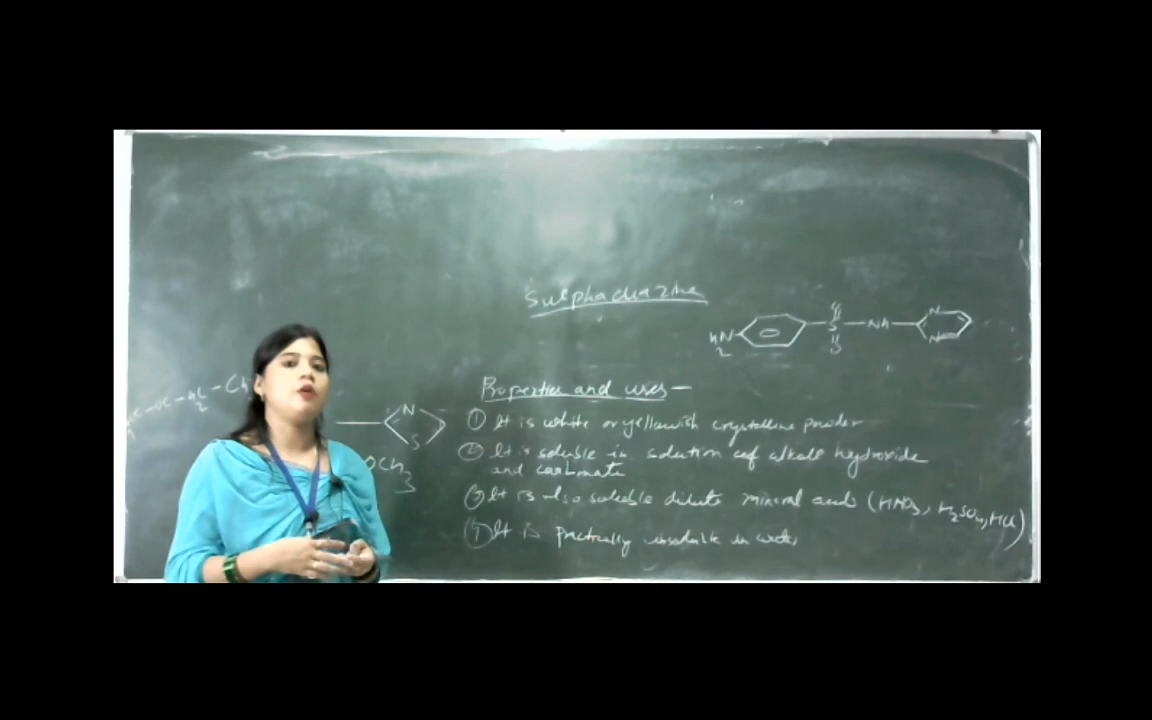 Sulphadiazine
H2N
S
NH
N
N
O
O
Properties and uses —
① It is white or yellowish crystalline powder
② It is soluble in solution of alkali hydroxide
and carbonate
③ It is also soluble dilute mineral acids (HNO3, H2SO4, HCl)
④ It is practically insoluble in water
N
S
OCH3